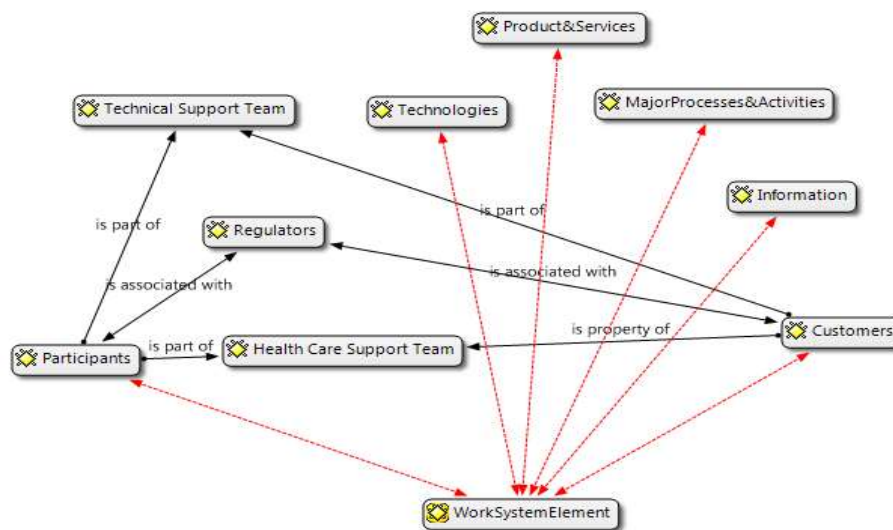 Product&Services
Technical Support Team
Technologies
MajorProcesses&Activities
Information
is part of
is part of
Regulators
is associated with
is associated with
is property of
Customers
Participants
is part of
Health Care Support Team
WorkSystemElement